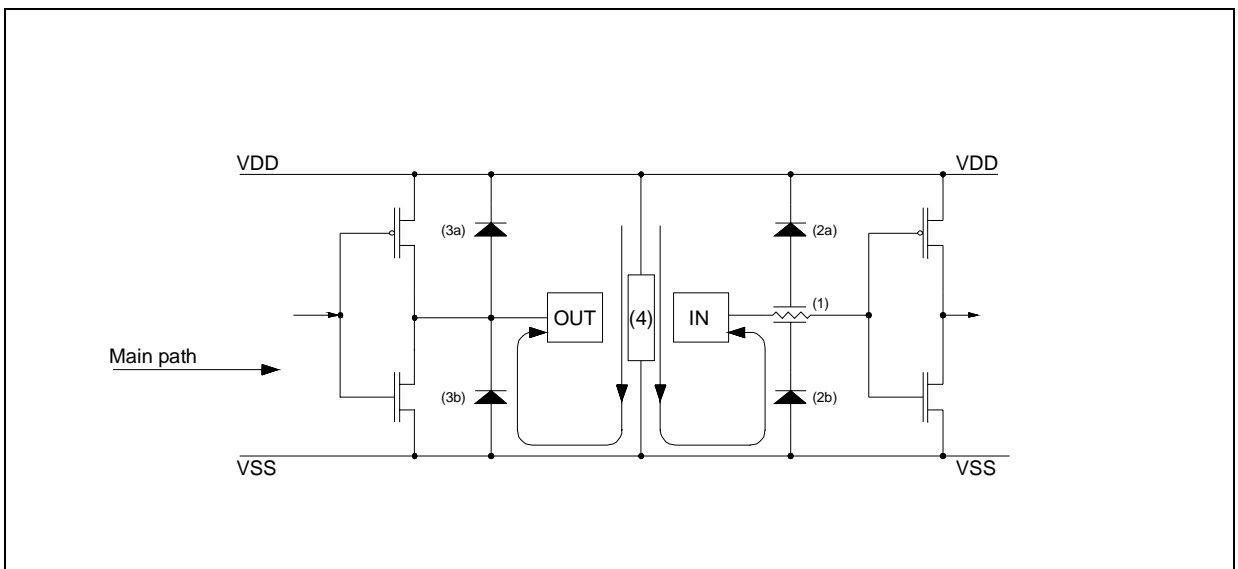 VDD VDD
(3a) (2a)
(1)
OUT (4) IN
Main path
(3b) (2b)
VSS VSS